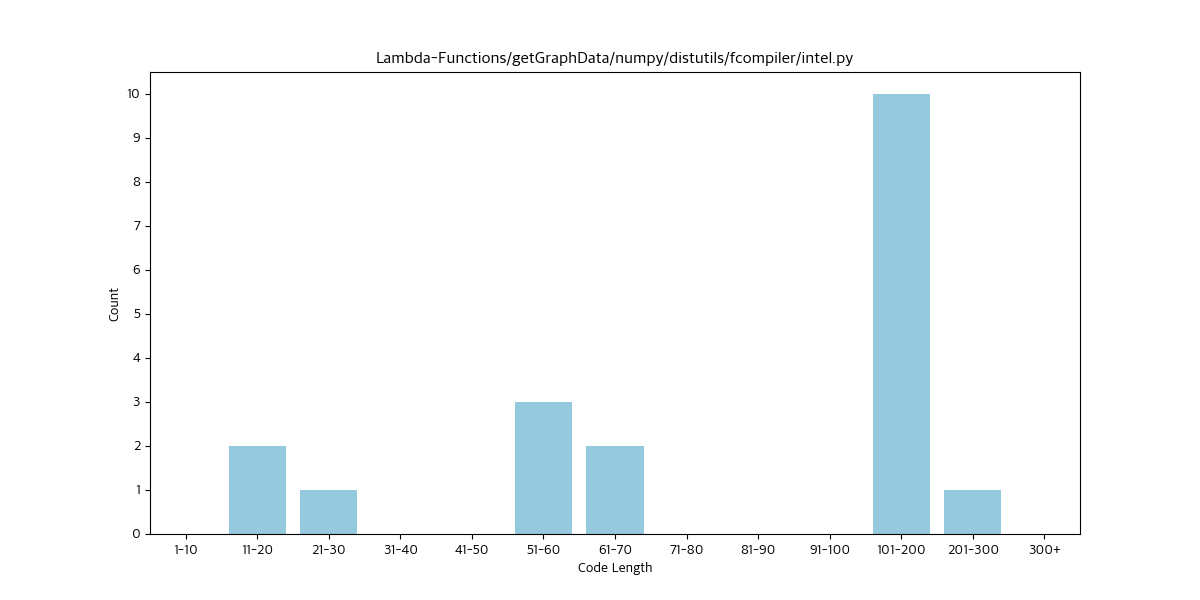 Lambda-Functions/getGraphData/numpy/distutils/fcompiler/intel.py
10
9
8
7
6
5
4
3
2
1
0
Count
1-10 11-20 21-30 31-40 41-50 51-60 61-70 71-80 81-90 91-100 101-200 201-300 300+
Code Length